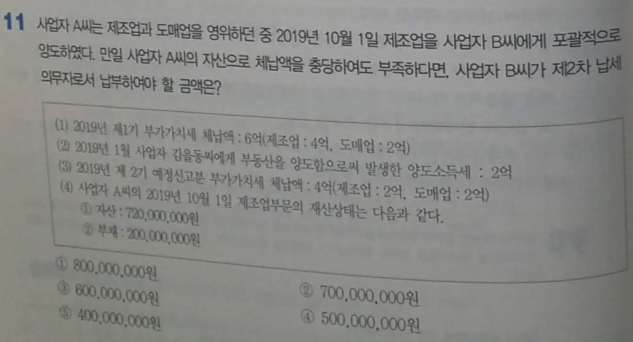 11 사업자 A씨는 제조업과 도매업을 영위하던 중 2019년 10월 1일 제조업을 사업자 B씨에게 포괄적으로
양도하였다. 만일 사업자 A씨의 자산으로 체납액을 충당하여도 부족하다면, 사업자 B씨가 제2차 납세
의무자로서 납부하여야 할 금액은?
(1) 2019년 제1기 부가가치세 체납액 : 6억(제조업 : 4억, 도매업 : 2억)
(2) 2019년 1월 사업자 김을동씨에게 부동산을 양도함으로써 발생한 양도소득세 : 2억
(3) 2019년 제 2기 예정신고분 부가가치세 체납액 : 4억(제조업 : 2억, 도매업 : 2억)
(4) 사업자 A씨의 2019년 10월 1일 제조업부문의 재산상태는 다음과 같다.
① 자산 : 720,000,000원
② 부채 : 200,000,000원
① 800,000,000원 ② 700,000,000원
③ 600,000,000원 ④ 500,000,000원
⑤ 400,000,000원